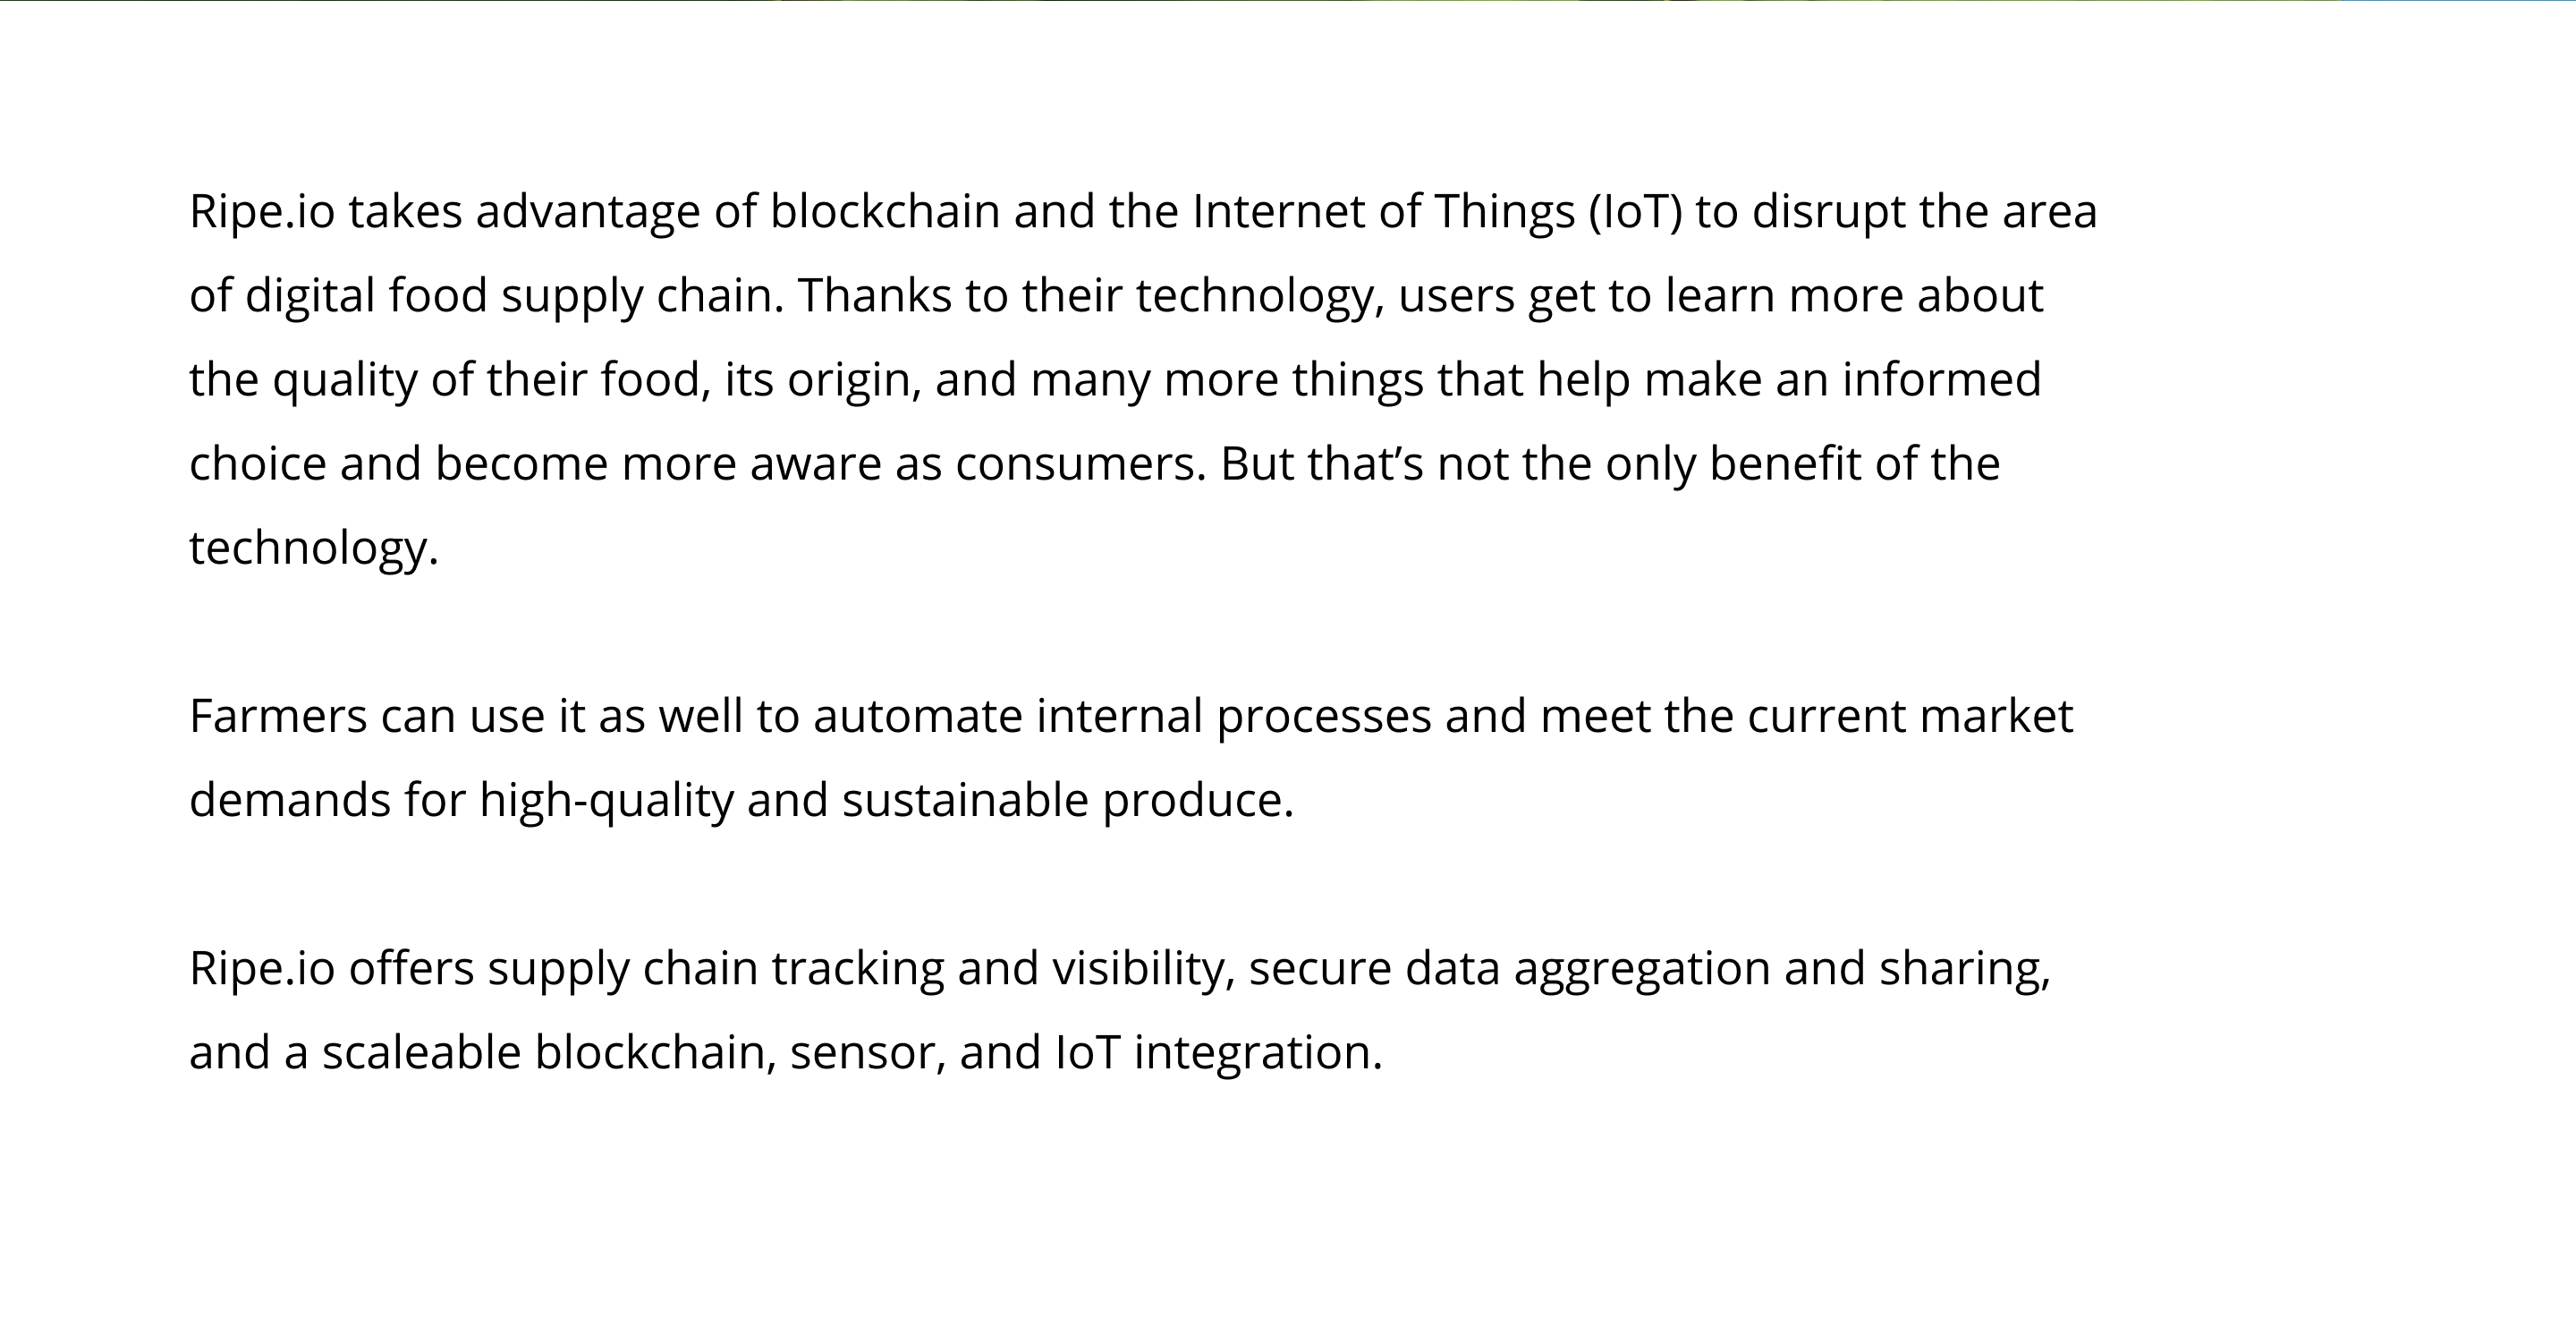 Ripe.io takes advantage of blockchain and the Internet of Things (IoT) to disrupt the area
of digital food supply chain. Thanks to their technology, users get to learn more about
the quality of their food, its origin, and many more things that help make an informed
choice and become more aware as consumers. But that’s not the only benefit of the
technology.
Farmers can use it as well to automate internal processes and meet the current market
demands for high-quality and sustainable produce.
Ripe.io offers supply chain tracking and visibility, secure data aggregation and sharing,
and a scaleable blockchain, sensor, and IoT integration.